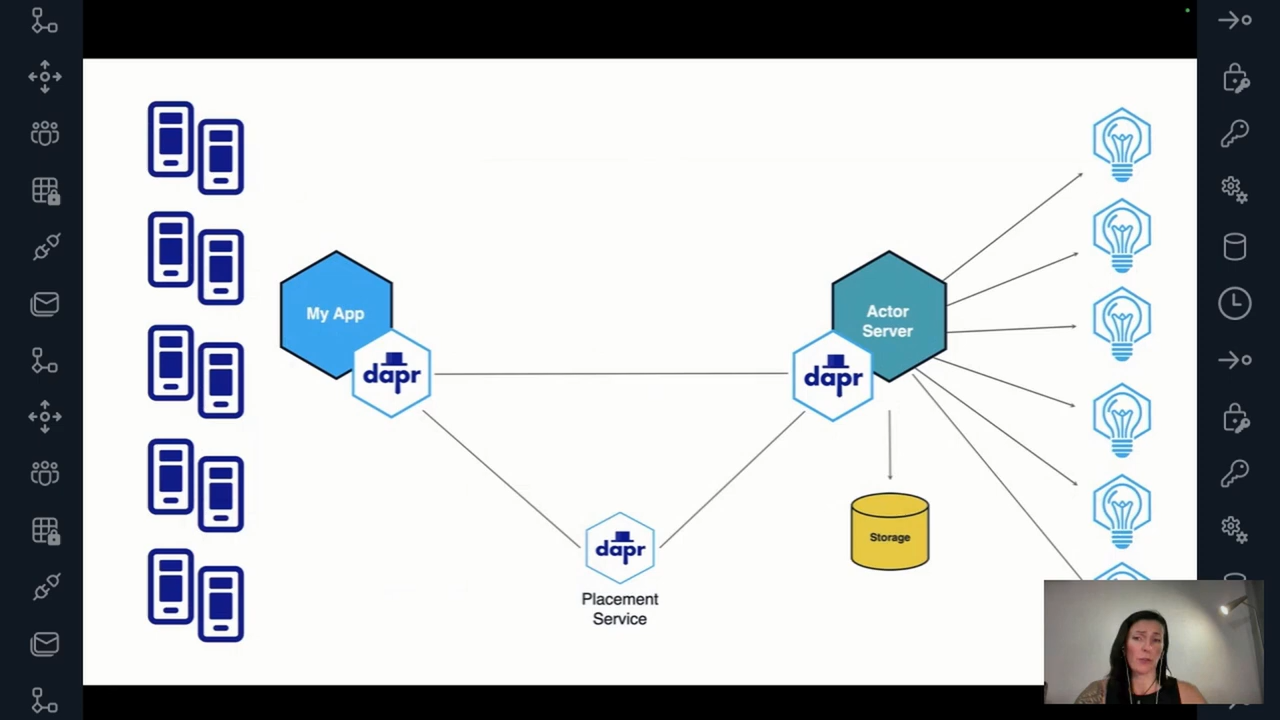 My App
dapr
Actor
Server
dapr
dapr
Placement
Service
Storage